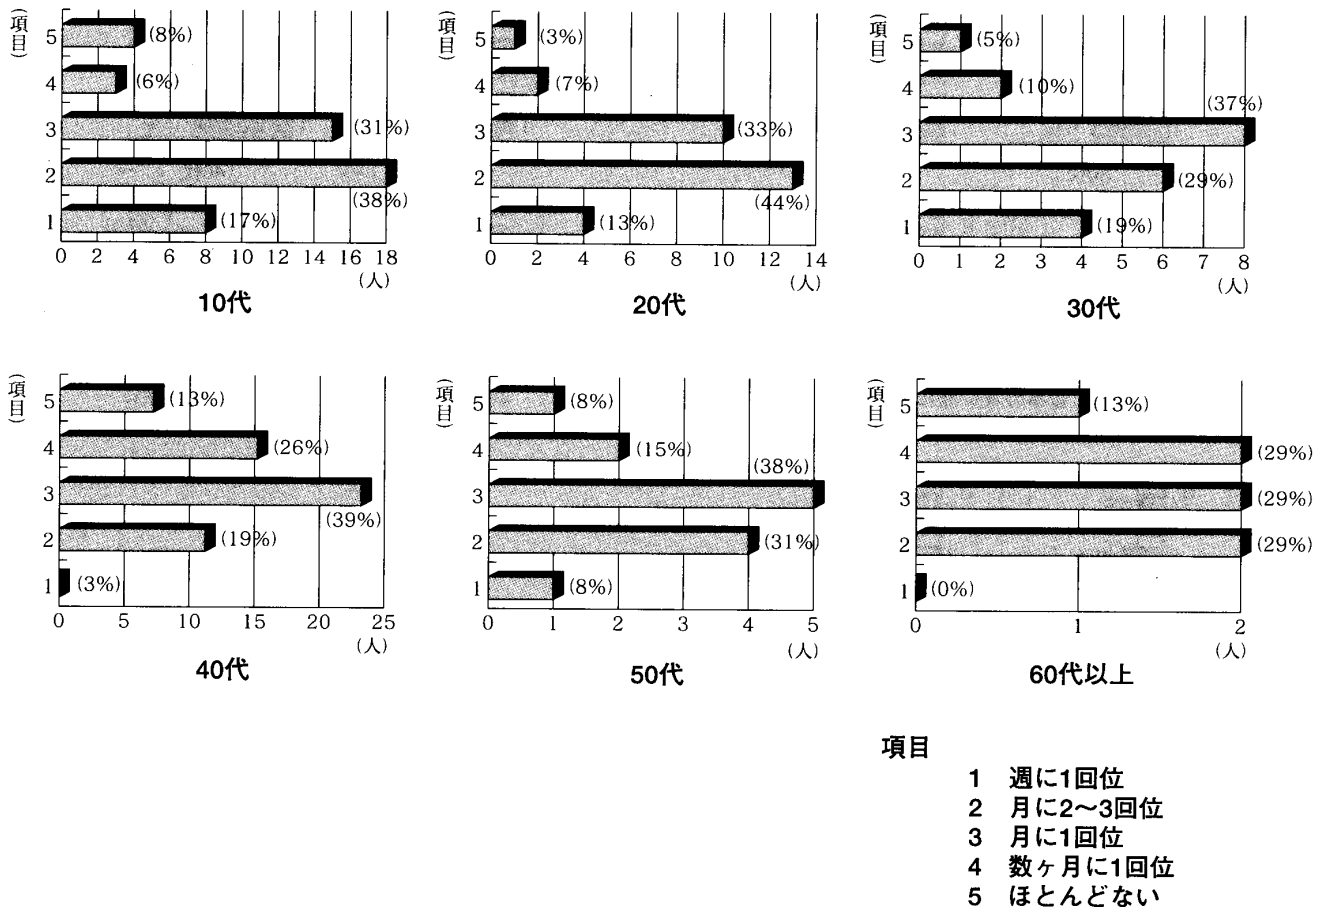 (項目)
5 (8%)
4 (6%)
3 (31%)
2 (38%)
1 (17%)
0 2 4 6 8 10 12 14 16 18
(人)
10代
(項目)
5 (3%)
4 (7%)
3 (33%)
2 (44%)
1 (13%)
0 2 4 6 8 10 12 14
(人)
20代
(項目)
5 (5%)
4 (10%)
3 (37%)
2 (29%)
1 (19%)
0 1 2 3 4 5 6 7 8
(人)
30代
(項目)
5 (13%)
4 (26%)
3 (39%)
2 (19%)
1 (3%)
0 5 10 15 20 25
(人)
40代
(項目)
5 (8%)
4 (15%)
3 (38%)
2 (31%)
1 (8%)
0 1 2 3 4 5
(人)
50代
(項目)
5 (13%)
4 (29%)
3 (29%)
2 (29%)
1 (0%)
0 1 2
(人)
60代以上
項目
1 週に1回位
2 月に2〜3回位
3 月に1回位
4 数ヶ月に1回位
5 ほとんどない